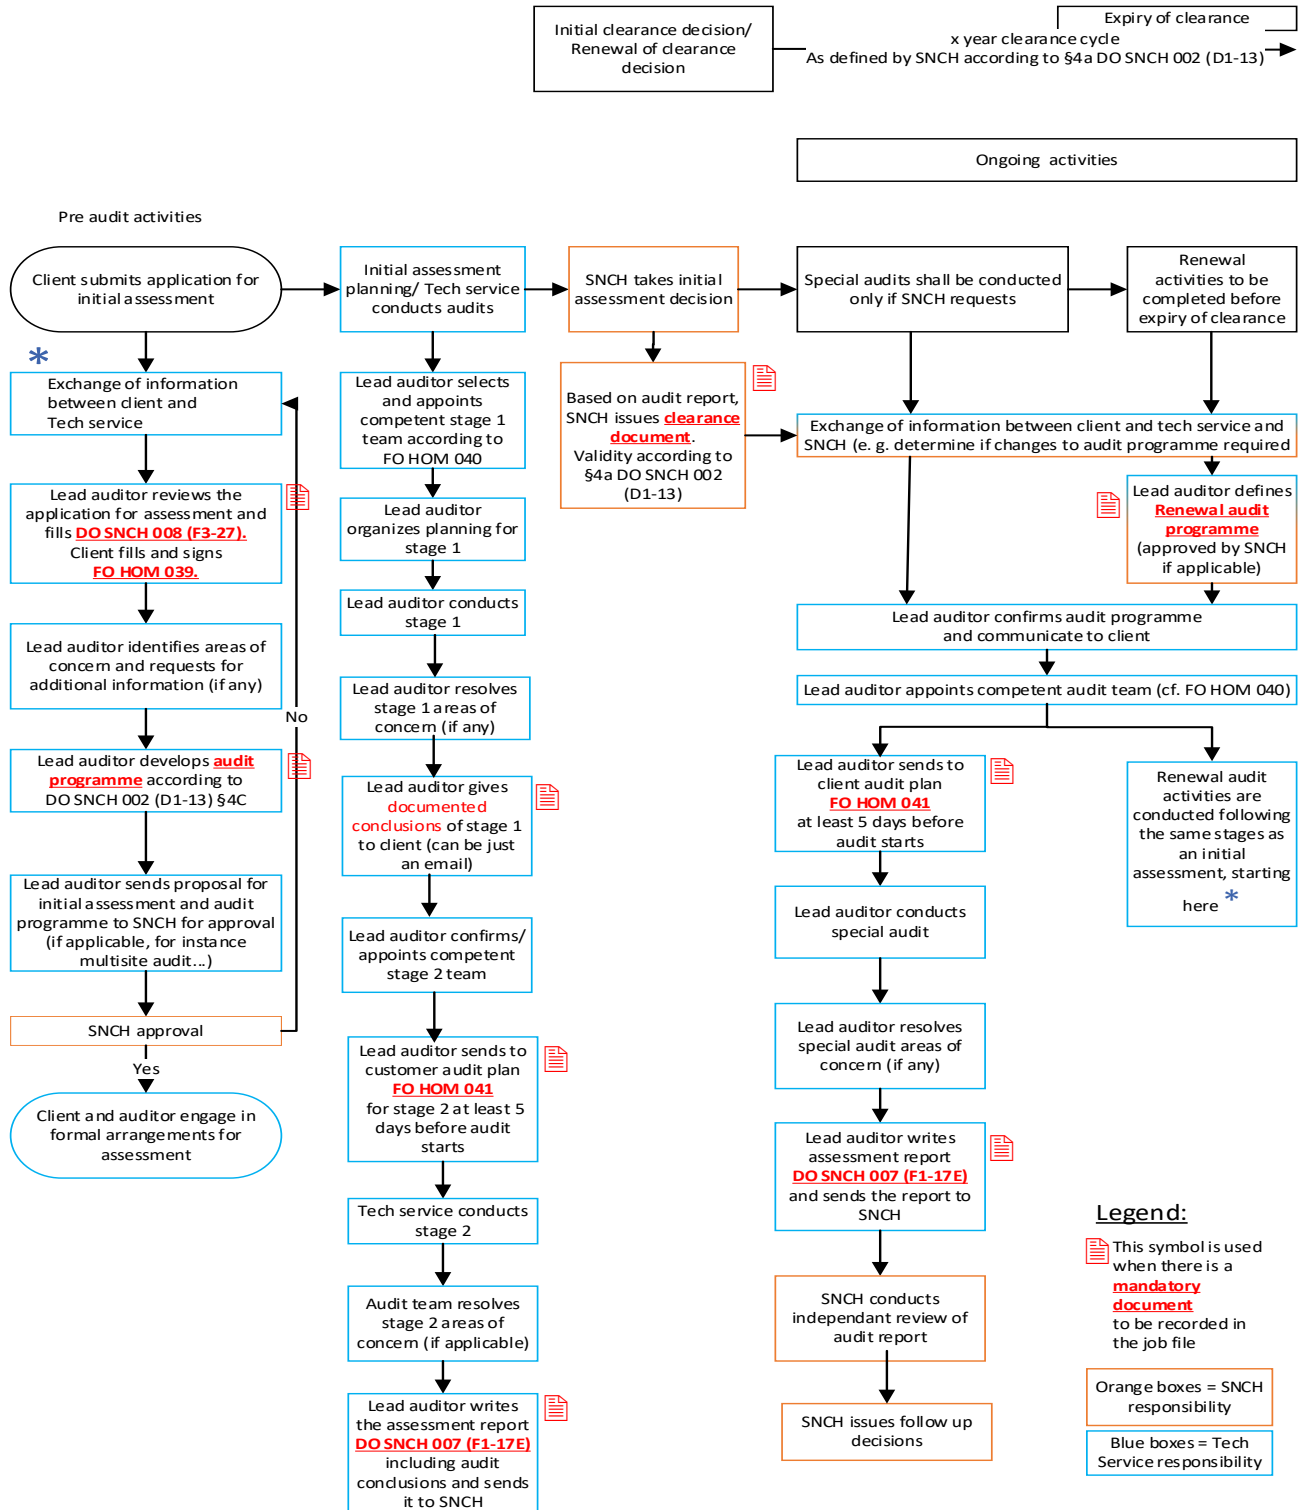 Initial clearance decision/
Renewal of clearance
decision
Expiry of clearance
x year clearance cycle
As defined by SNCH according to §4a DO SNCH 002 (D1-13)
Ongoing activities
Pre audit activities
Client submits application for
initial assessment
Initial assessment
planning/ Tech service
conducts audits
SNCH takes initial
assessment decision
Special audits shall be conducted
only if SNCH requests
Renewal
activities to be
completed before
expiry of clearance
*
Exchange of information
between client and
Tech service
Lead auditor reviews the
application for assessment and
fills DO SNCH 008 (F3-27).
Client fills and signs
FO HOM 039.
Lead auditor identifies areas of
concern and requests for
additional information (if any)
No
Lead auditor develops audit
programme according to
DO SNCH 002 (D1-13) §4C
Lead auditor sends proposal for
initial assessment and audit
programme to SNCH for approval
(if applicable, for instance
multisite audit...)
SNCH approval
Yes
Client and auditor engage in
formal arrangements for
assessment
Lead auditor selects
and appoints
competent stage 1
team according to
FO HOM 040
Lead auditor
organizes planning for
stage 1
Lead auditor conducts
stage 1
Lead auditor resolves
stage 1 areas of
concern (if any)
Lead auditor gives
documented
conclusions of stage 1
to client (can be just
an email)
Lead auditor confirms/
appoints competent
stage 2 team
Lead auditor sends to
customer audit plan
FO HOM 041
for stage 2 at least 5
days before audit
starts
Tech service conducts
stage 2
Audit team resolves
stage 2 areas of
concern (if applicable)
Lead auditor writes
the assessment report
DO SNCH 007 (F1-17E)
including audit
conclusions and sends
it to SNCH
Based on audit report,
SNCH issues clearance
document.
Validity according to
§4a DO SNCH 002
(D1-13)
Exchange of information between client and tech service and
SNCH (e. g. determine if changes to audit programme required
Lead auditor defines
Renewal audit
programme
(approved by SNCH
if applicable)
Lead auditor confirms audit programme
and communicate to client
Lead auditor appoints competent audit team (cf. FO HOM 040)
Lead auditor sends to
client audit plan
FO HOM 041
at least 5 days before
audit starts
Lead auditor conducts
special audit
Lead auditor resolves
special audit areas of
concern (if any)
Lead auditor writes
assessment report
DO SNCH 007 (F1-17E)
and sends the report to
SNCH
SNCH conducts
independant review of
audit report
SNCH issues follow up
decisions
Renewal audit
activities are
conducted following
the same stages as
an initial
assessment, starting
here *
Legend:
This symbol is used
when there is a
mandatory
document
to be recorded in
the job file
Orange boxes = SNCH
responsibility
Blue boxes = Tech
Service responsibility